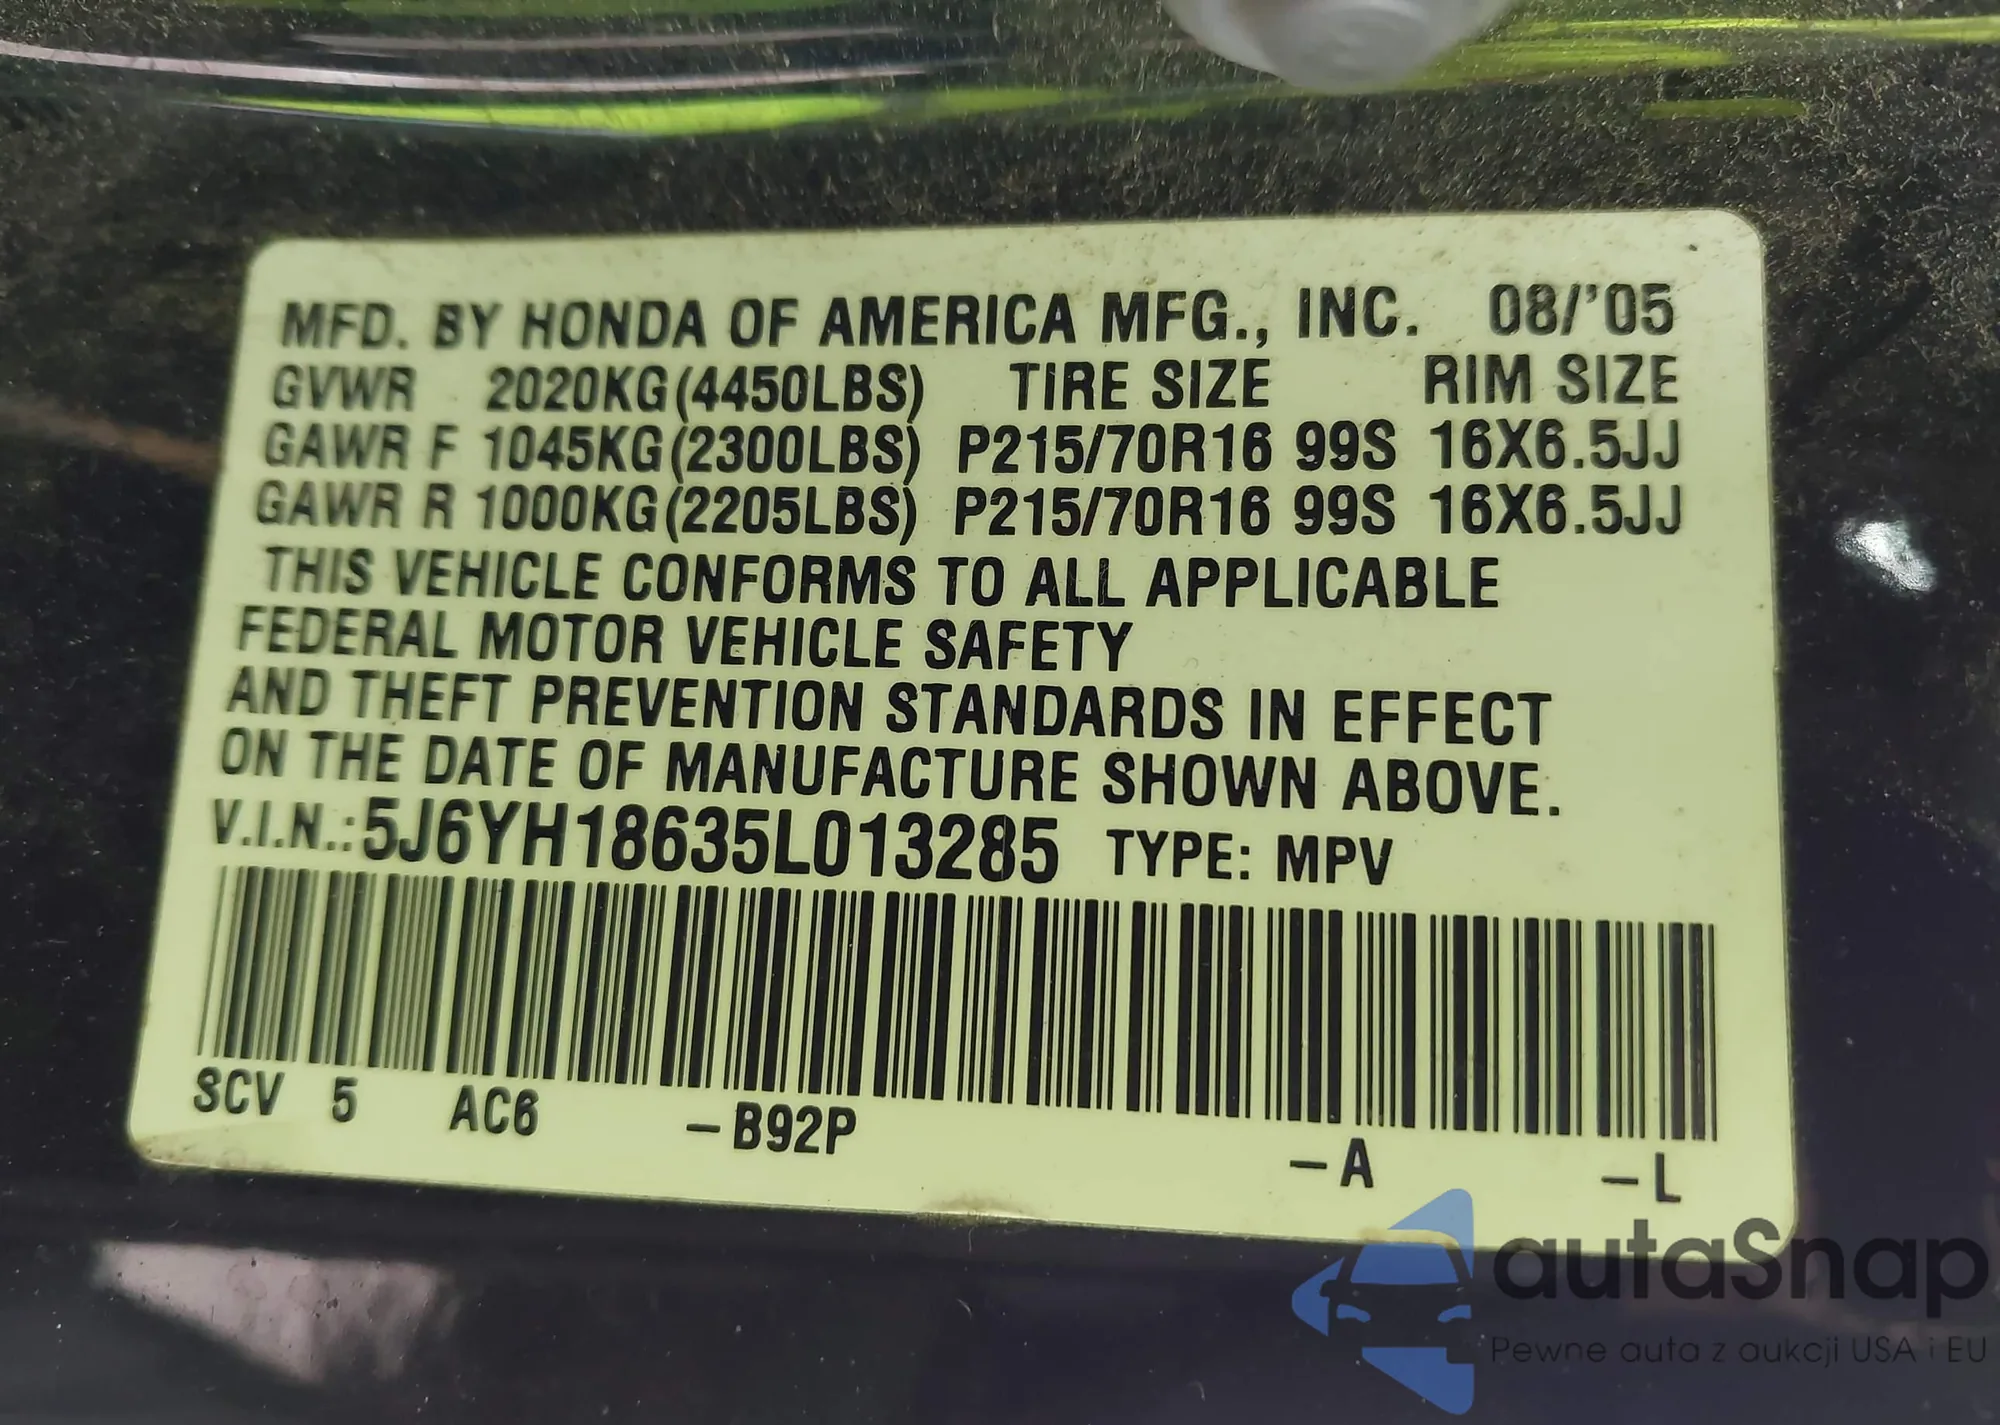 MFD. BY HONDA OF AMERICA MFG., INC. 08/'05
GVWR 2020KG(4450LBS) TIRE SIZE RIM SIZE
GAWR F 1045KG(2300LBS) P215/70R16 99S 16X6.5JJ
GAWR R 1000KG(2205LBS) P215/70R16 99S 16X6.5JJ
THIS VEHICLE CONFORMS TO ALL APPLICABLE
FEDERAL MOTOR VEHICLE SAFETY
AND THEFT PREVENTION STANDARDS IN EFFECT
ON THE DATE OF MANUFACTURE SHOWN ABOVE.
V.I.N.:5J6YH18635L013285 TYPE: MPV
SCV 5 AC6 -B92P -A -L
autaSnap
Pewne auta z aukcji USA i EU